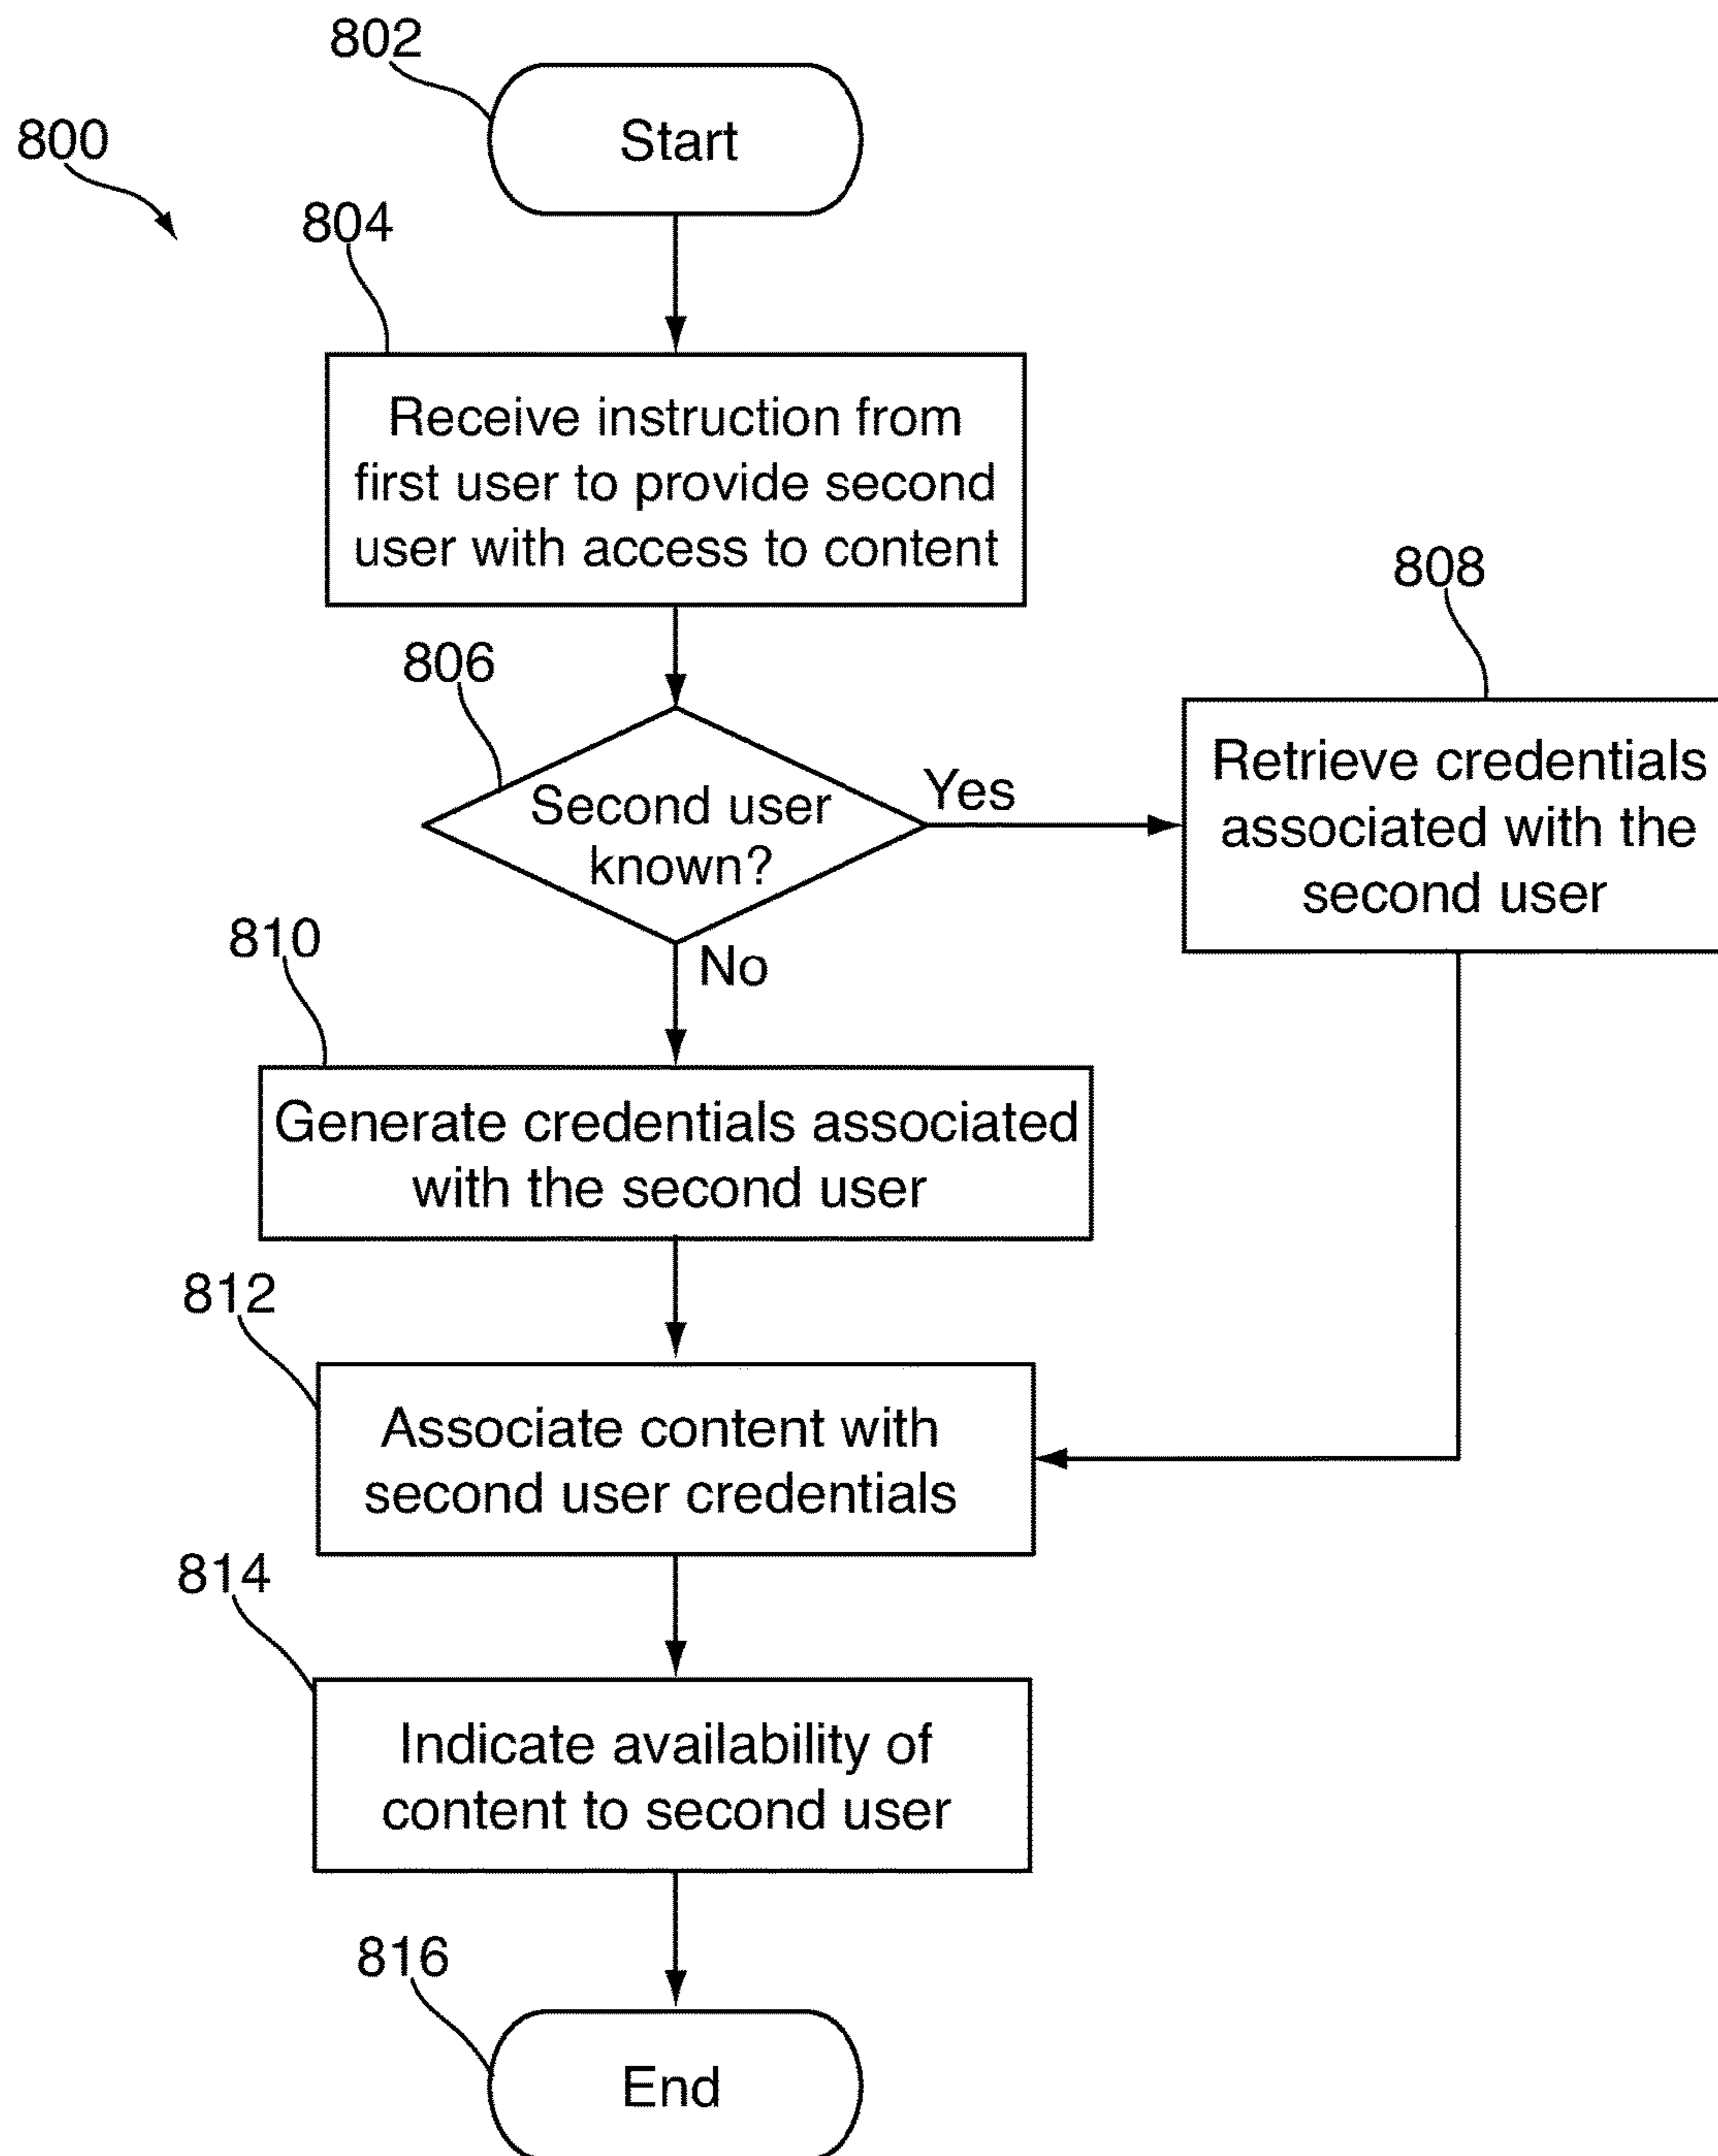 802
Start
800
804
Receive instruction from
first user to provide second
user with access to content
808
806
Second user
known?
Yes
Retrieve credentials
associated with the
second user
810
No
Generate credentials associated
with the second user
812
Associate content with
second user credentials
814
Indicate availability of
content to second user
816
End